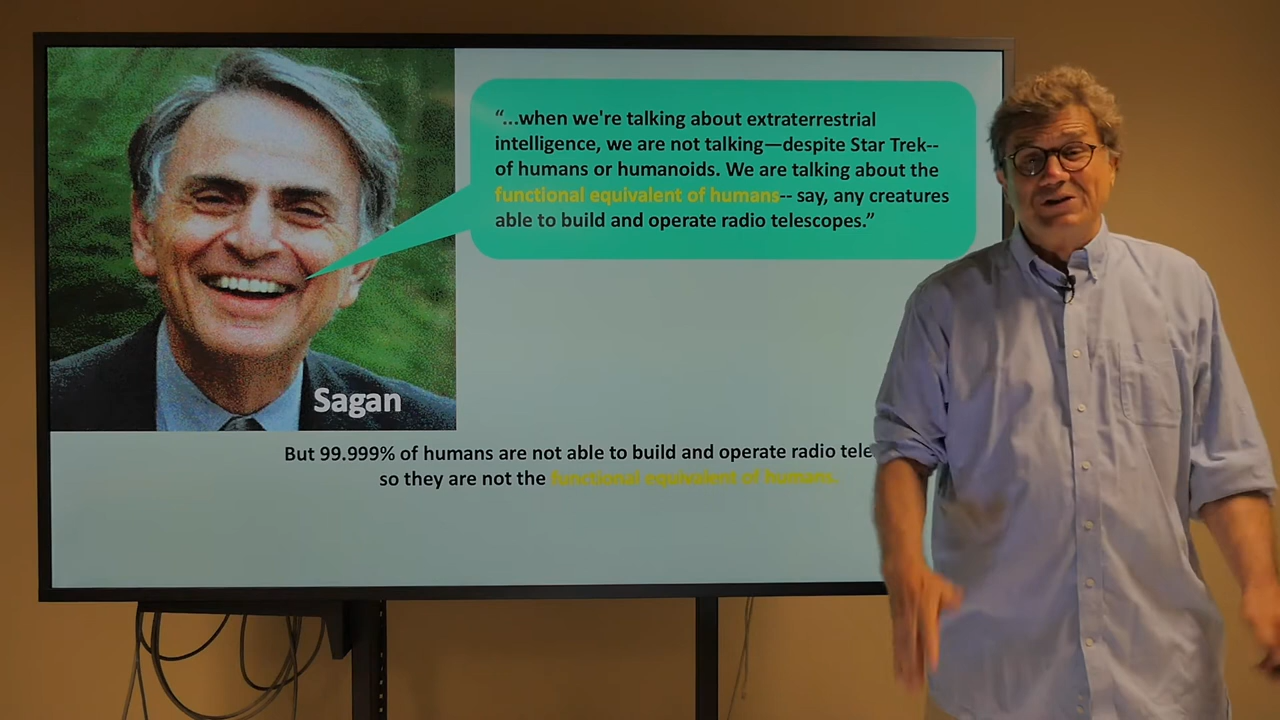 “...when we're talking about extraterrestrial
intelligence, we are not talking—despite Star Trek--
of humans or humanoids. We are talking about the
functional equivalent of humans-- say, any creatures
able to build and operate radio telescopes.”
Sagan
But 99.999% of humans are not able to build and operate radio tele
so they are not the functional equivalent of humans.